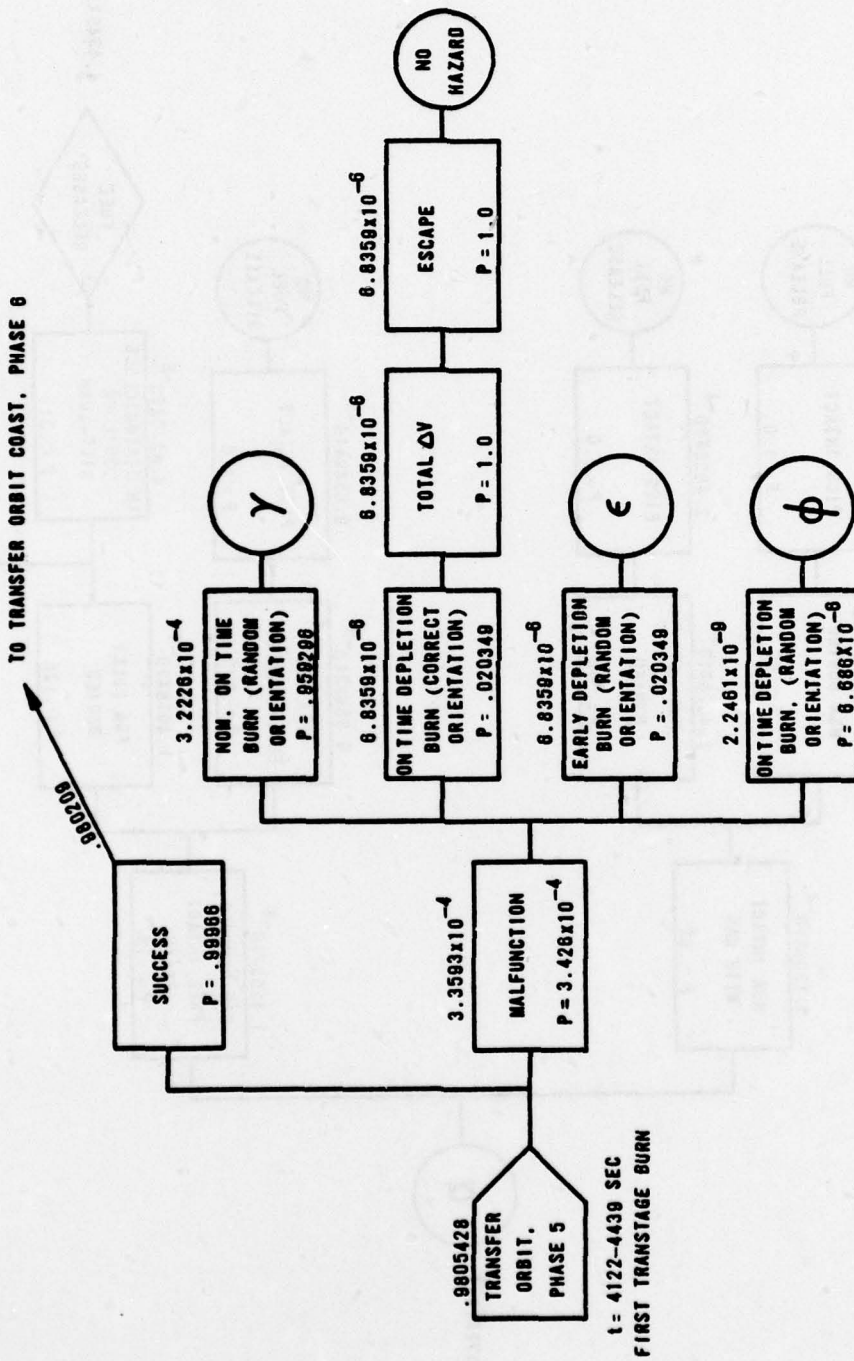 TO TRANSFER ORBIT COAST, PHASE 6
.980209
SUCCESS
P = .99966
.9805428
TRANSFER
ORBIT,
PHASE 5
t = 4122-4439 SEC
FIRST TRANSTAGE BURN
3.3593x10⁻⁴
MALFUNCTION
P = 3.426x10⁻⁴
3.2226x10⁻⁴
NOM. ON TIME
BURN (RANDOM
ORIENTATION)
P = .959296
γ
6.8359x10⁻⁶
ON TIME DEPLETION
BURN (CORRECT
ORIENTATION)
P = .020349
6.8359x10⁻⁶
TOTAL ΔV
P = 1.0
6.8359x10⁻⁶
ESCAPE
P = 1.0
NO
HAZARD
6.8359x10⁻⁶
EARLY DEPLETION
BURN (RANDOM
ORIENTATION)
P = .020349
ϵ
2.2461x10⁻⁹
ON TIME DEPLETION
BURN, (RANDOM
ORIENTATION)
P = 6.686X10⁻⁶
ϕ